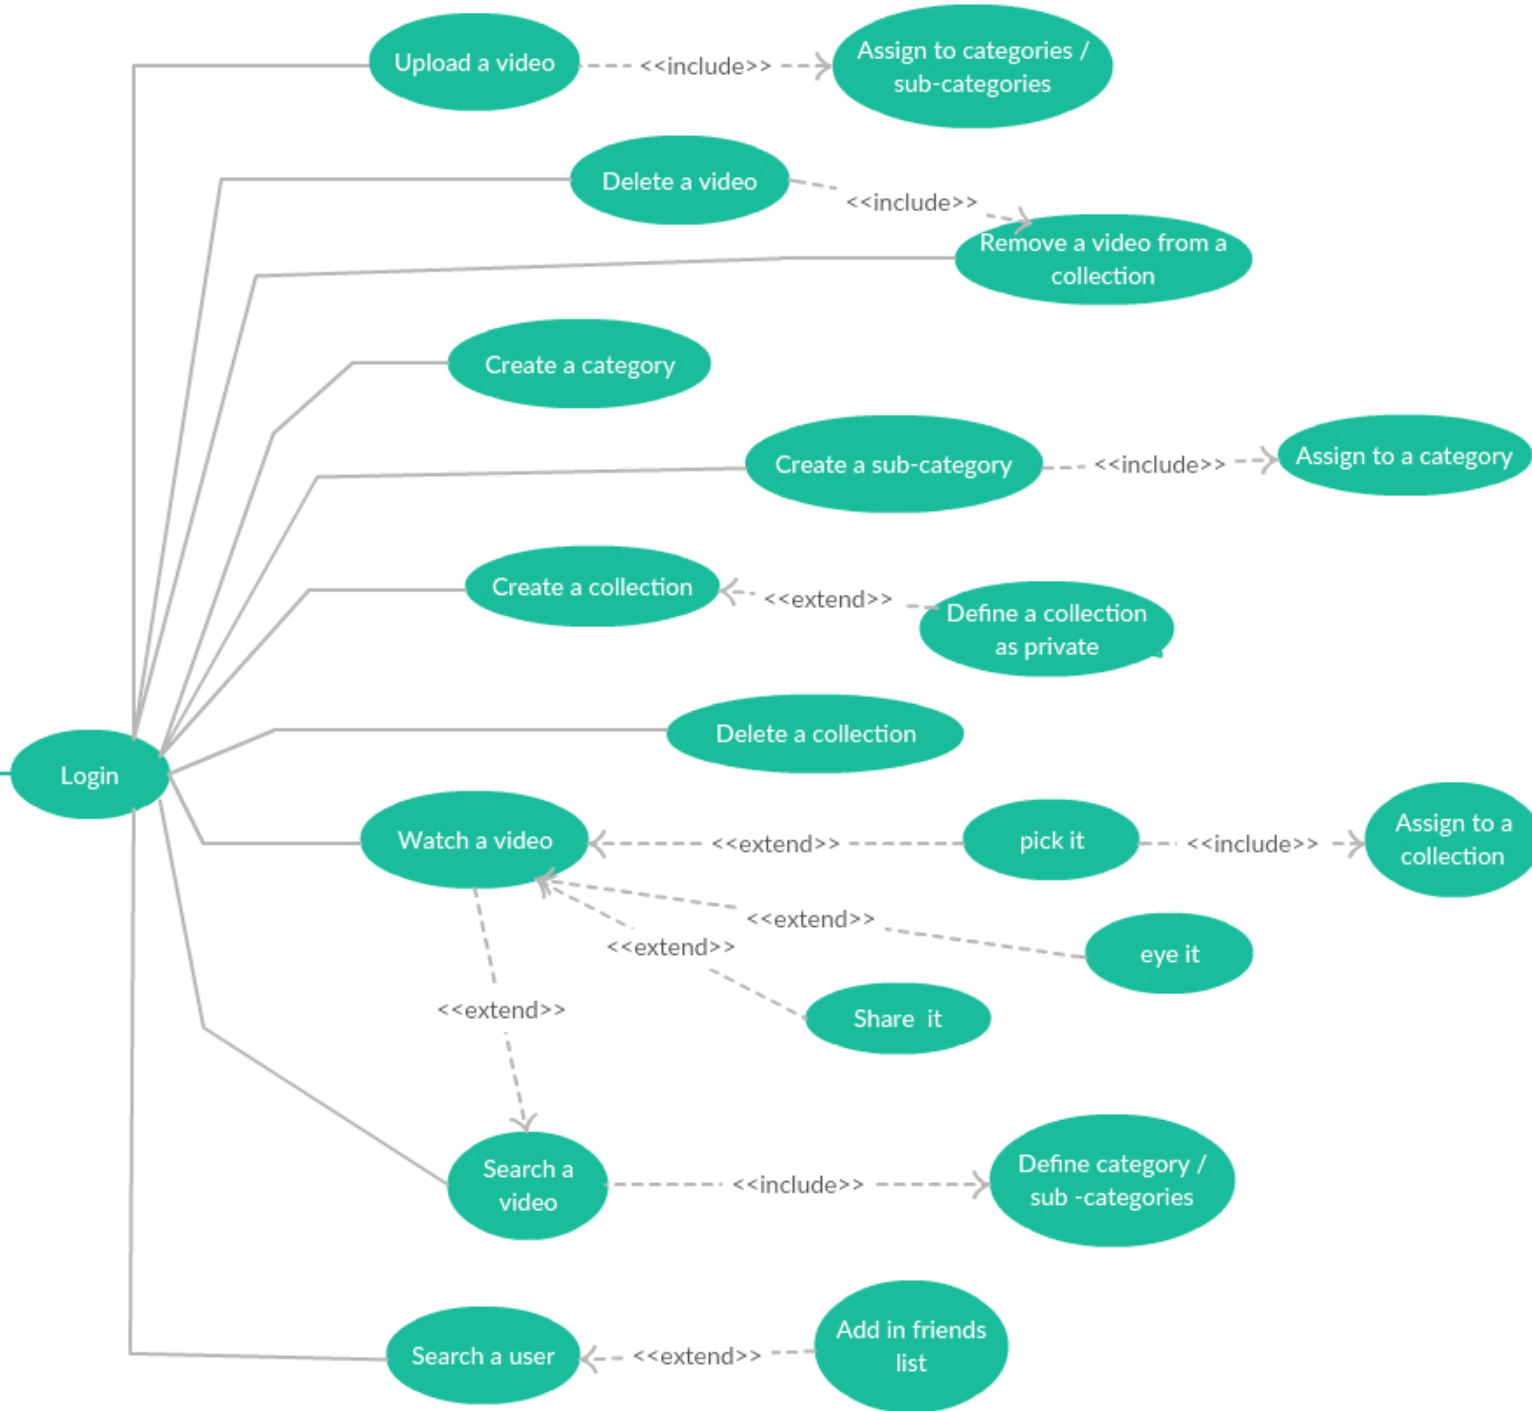 Upload a video
<<include>>
Assign to categories /
sub-categories
Delete a video
<<include>>
Remove a video from a
collection
Create a category
Create a sub-category
<<include>>
Assign to a category
Create a collection
<<extend>>
Define a collection
as private
Delete a collection
Login
Watch a video
<<extend>>
pick it
<<include>>
Assign to a
collection
<<extend>>
<<extend>>
eye it
<<extend>>
Share  it
Search a
video
<<include>>
Define category /
sub -categories
Search a user
<<extend>>
Add in friends
list